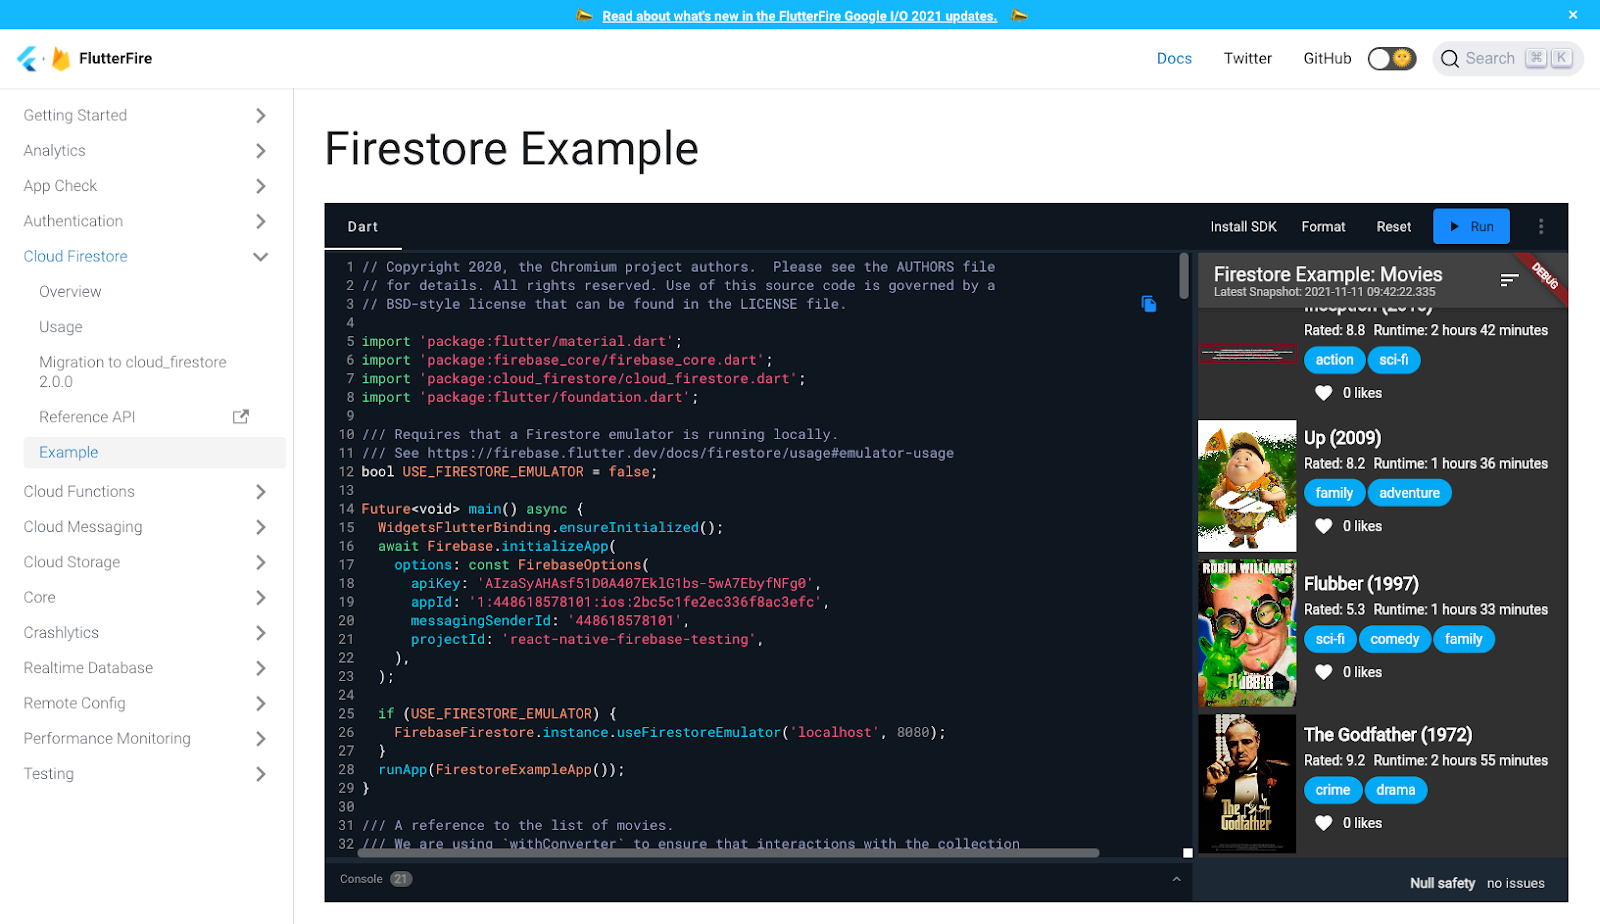 Read about what's new in the FlutterFire Google I/O 2021 updates.
FlutterFire
Docs
Twitter
GitHub
Search
⌘ K
Getting Started
Analytics
App Check
Authentication
Cloud Firestore
Overview
Usage
Migration to cloud_firestore
2.0.0
Reference API
Example
Cloud Functions
Cloud Messaging
Cloud Storage
Core
Crashlytics
Realtime Database
Remote Config
Performance Monitoring
Testing
Firestore Example
Dart
Install SDK
Format
Reset
Run
1 // Copyright 2020, the Chromium project authors.  Please see the AUTHORS file
2 // for details. All rights reserved. Use of this source code is governed by a
3 // BSD-style license that can be found in the LICENSE file.
4
5 import 'package:flutter/material.dart';
6 import 'package:firebase_core/firebase_core.dart';
7 import 'package:cloud_firestore/cloud_firestore.dart';
8 import 'package:flutter/foundation.dart';
9
10 /// Requires that a Firestore emulator is running locally.
11 /// See https://firebase.flutter.dev/docs/firestore/usage#emulator-usage
12 bool USE_FIRESTORE_EMULATOR = false;
13
14 Future<void> main() async {
15   WidgetsFlutterBinding.ensureInitialized();
16   await Firebase.initializeApp(
17     options: const FirebaseOptions(
18       apiKey: 'AIzaSyAHAsf51D0A407EklG1bs-5wA7EbyfNFg0',
19       appId: '1:448618578101:ios:2bc5c1fe2ec336f8ac3efc',
20       messagingSenderId: '448618578101',
21       projectId: 'react-native-firebase-testing',
22     ),
23   );
24
25   if (USE_FIRESTORE_EMULATOR) {
26     FirebaseFirestore.instance.useFirestoreEmulator('localhost', 8080);
27   }
28   runApp(FirestoreExampleApp());
29 }
30
31 /// A reference to the list of movies.
32 /// We are using `withConverter` to ensure that interactions with the collection
Console 21
Firestore Example: Movies
Latest Snapshot: 2021-11-11 09:42:22.335
DEBUG
Inception (2010)
Rated: 8.8 Runtime: 2 hours 42 minutes
action sci-fi
0 likes
UP
Up (2009)
Rated: 8.2 Runtime: 1 hours 36 minutes
family adventure
0 likes
ROBIN WILLIAMS
FLUBBER
Flubber (1997)
Rated: 5.3 Runtime: 1 hours 33 minutes
sci-fi comedy family
0 likes
The Godfather
The Godfather (1972)
Rated: 9.2 Runtime: 2 hours 55 minutes
crime drama
0 likes
Null safety no issues